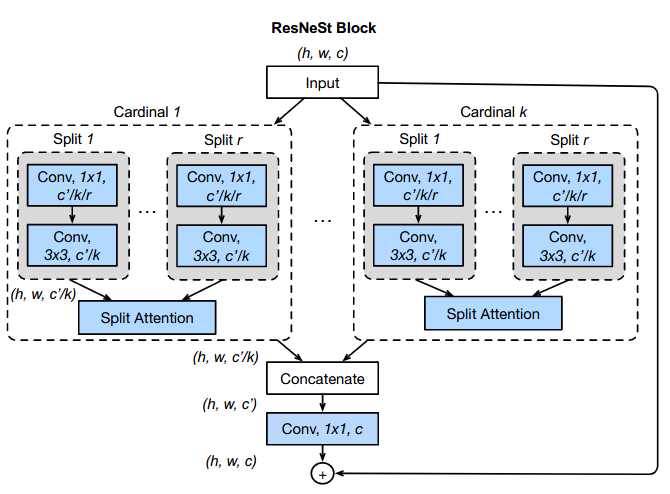 ResNeSt Block
(h, w, c)
Input
Cardinal 1
Cardinal k
Split 1
Split r
Split 1
Split r
Conv, 1x1,
c’/k/r
Conv, 1x1,
c’/k/r
Conv, 1x1,
c’/k/r
Conv, 1x1,
c’/k/r
...
...
...
Conv,
3x3, c’/k
Conv,
3x3, c’/k
Conv,
3x3, c’/k
Conv,
3x3, c’/k
(h, w, c’/k)
Split Attention
Split Attention
(h, w, c’/k)
Concatenate
(h, w, c’)
Conv, 1x1, c
(h, w, c)
+